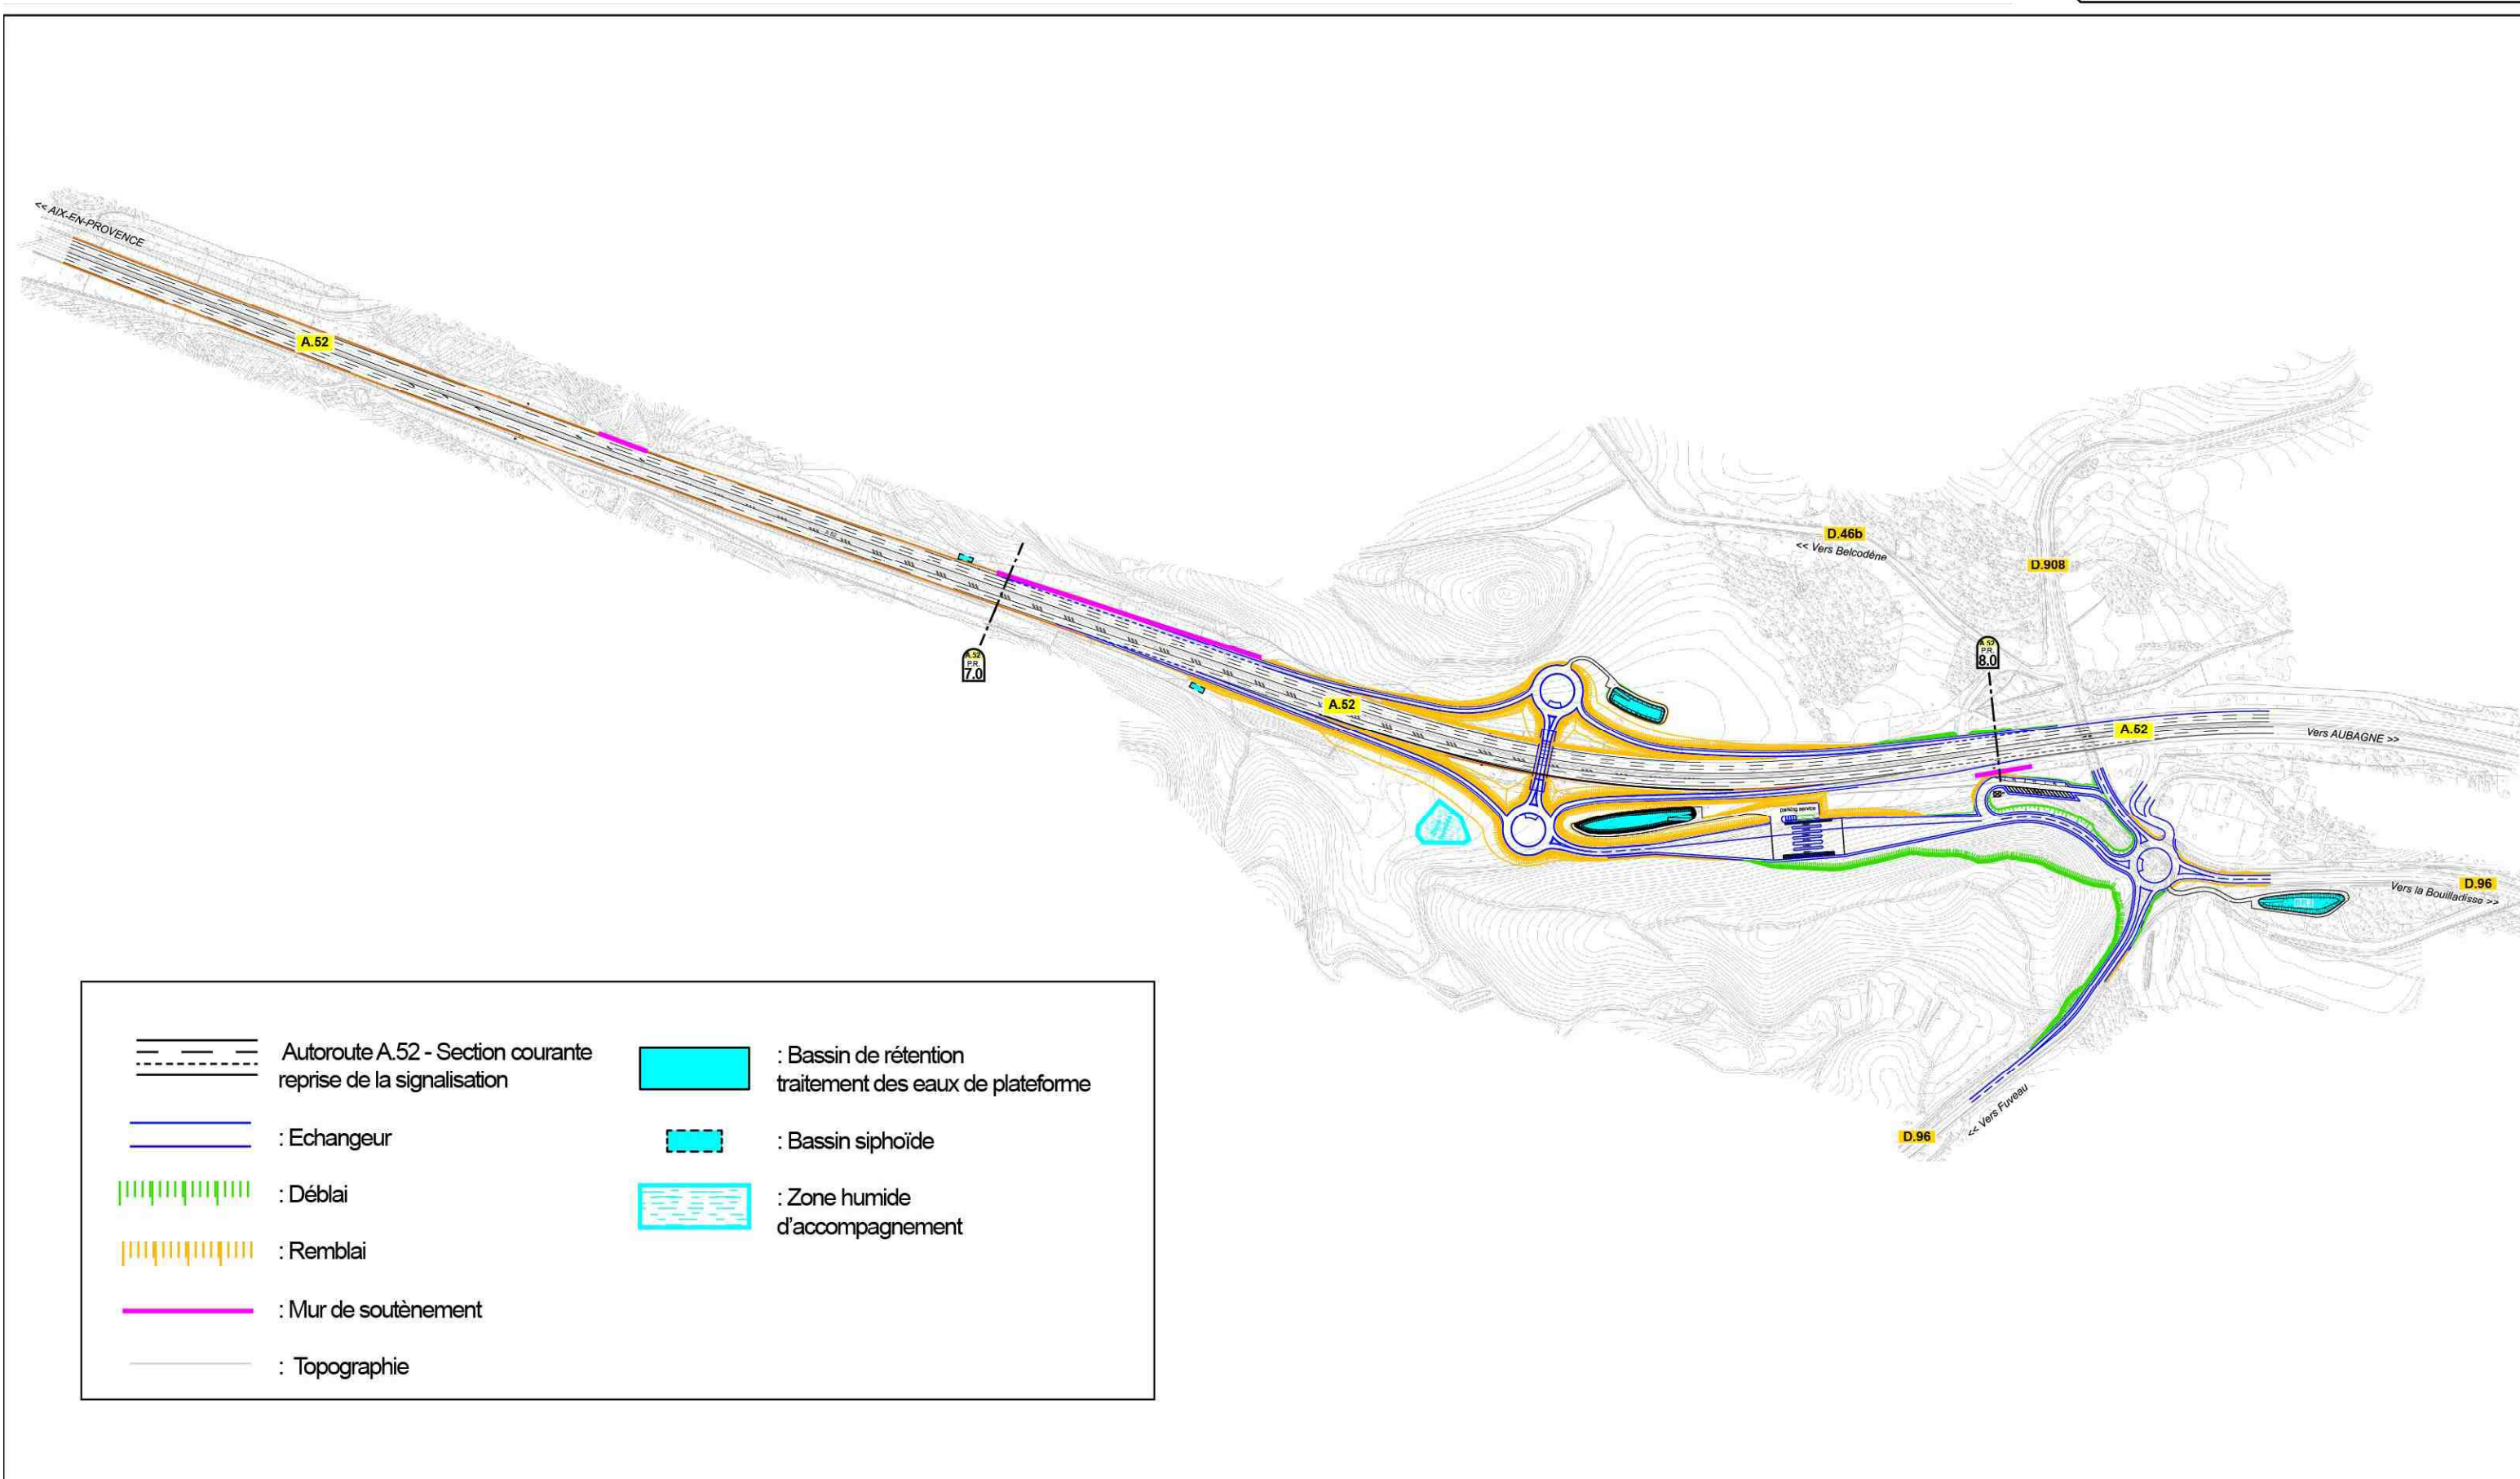 << AIX-EN-PROVENCE
A.52
D.46b
<< Vers Belcodène
D.908
A.52
P.R.
7.0
A.52
P.R.
8.0
A.52
A.52
Vers AUBAGNE >>
parking service
D.96
Vers la Bouilladisse >>
<< Vers Fuveau
D.96
Autoroute A.52 - Section courante
reprise de la signalisation
: Echangeur
: Déblai
: Remblai
: Mur de soutènement
: Topographie
: Bassin de rétention
traitement des eaux de plateforme
: Bassin siphoïde
: Zone humide
d'accompagnement